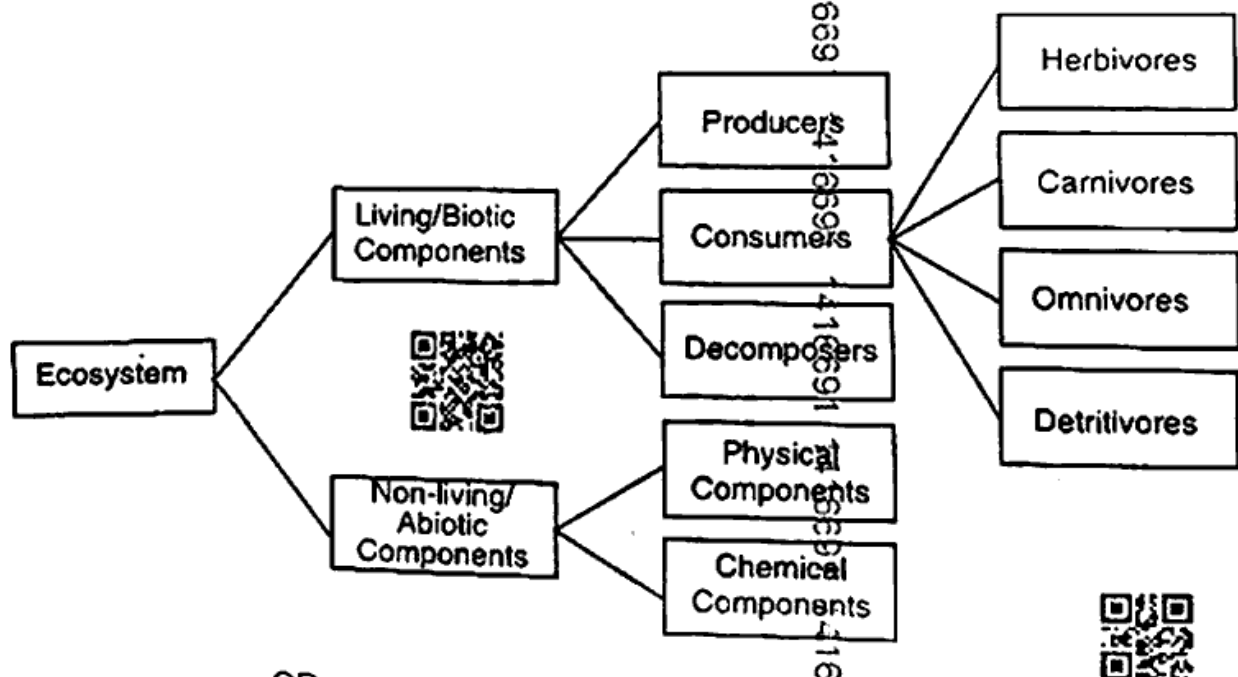 Herbivores
Producers
Carnivores
Living/Biotic
Components
Consumers
Omnivores
Decomposers
Ecosystem
Detritivores
Physical
Components
Non-living/
Abiotic
Components
Chemical
Components